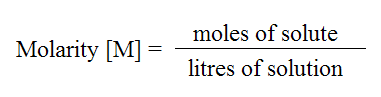 Molarity [M] = moles of solute
litres of solution